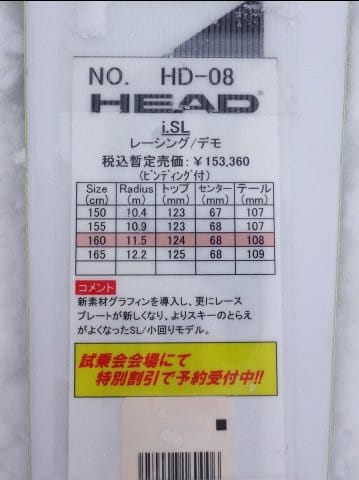 NO. HD-08
HEAD
i.SL
レーシング/デモ
税込暫定売価：￥153,360
(ﾋﾞﾝﾃﾞｨﾝｸﾞ付)
Size Radius トップ センター テール
(cm) (m) (mm) (mm) (mm)
150 10.4 123 67 107
155 10.9 123 68 107
160 11.5 124 68 108
165 12.2 125 68 109
コメント
新素材グラフィンを導入し、更にレース
プレートが新しくなり、よりスキーのとらえ
がよくなったSL/小回りモデル。
試乗会会場にて
特別割引で予約受付中!!